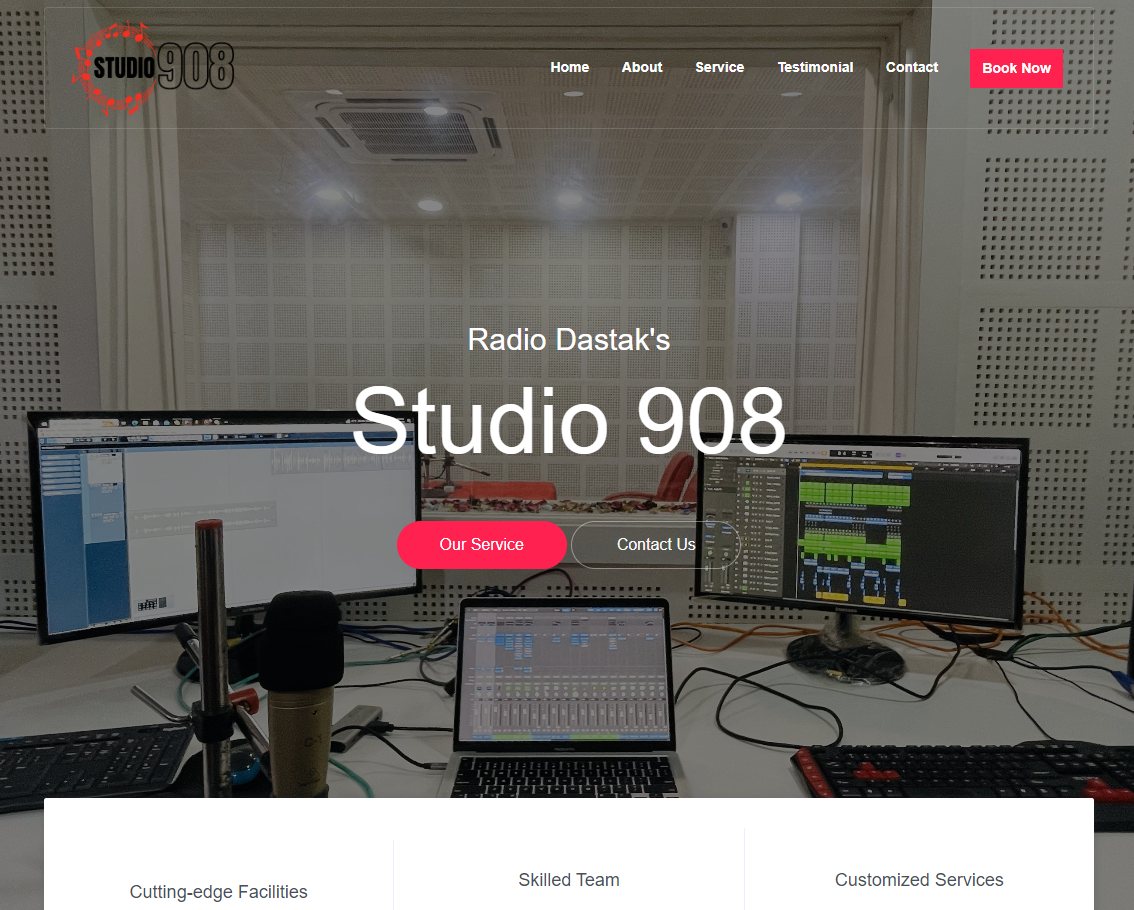 STUDIO 908
Home
About
Service
Testimonial
Contact
Book Now
Radio Dastak's
Studio 908
Our Service
Contact Us
Cutting-edge Facilities
Skilled Team
Customized Services